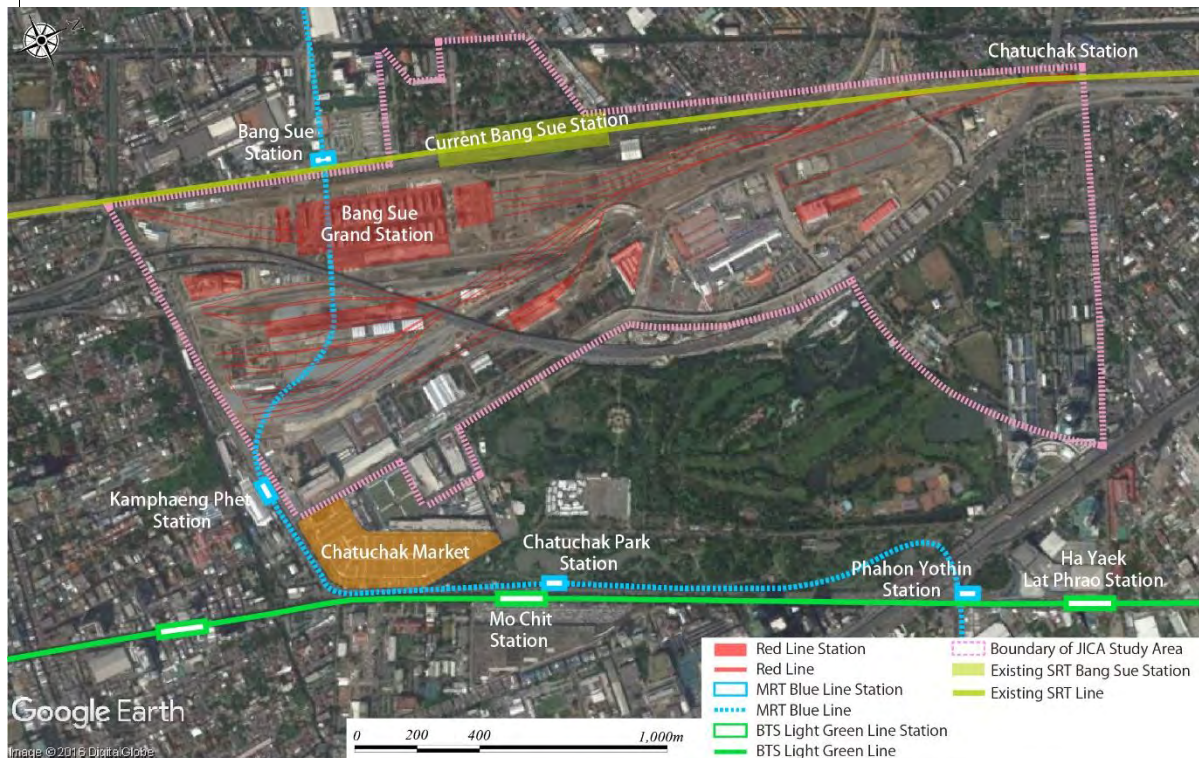 Chatuchak Station
Current Bang Sue Station
Bang Sue
Station
Bang Sue
Grand Station
Kamphaeng Phet
Station
Chatuchak Market
Chatuchak Park
Station
Phahon Yothin
Station
Ha Yaek
Lat Phrao Station
Mo Chit
Station
Red Line Station
Red Line
MRT Blue Line Station
MRT Blue Line
BTS Light Green Line Station
BTS Light Green Line
Boundary of JICA Study Area
Existing SRT Bang Sue Station
Existing SRT Line
Google Earth
Image © 2016 DigitalGlobe
0 200 400 1,000m